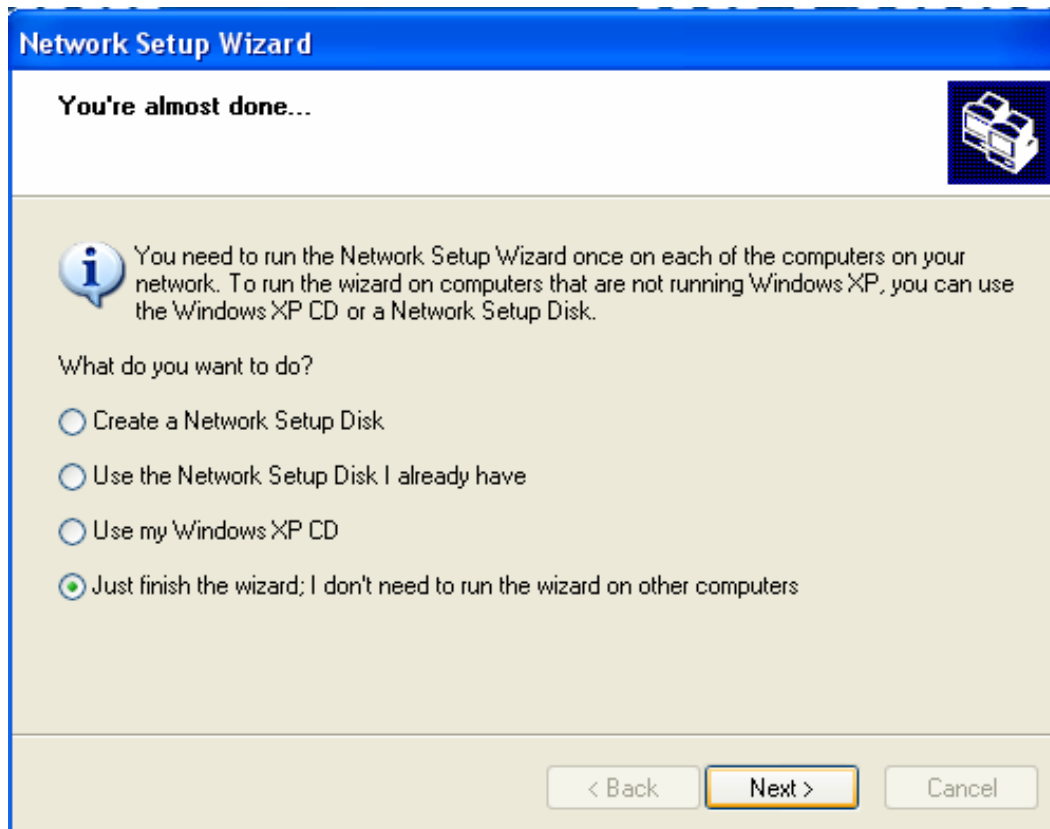 Network Setup Wizard
You're almost done...
You need to run the Network Setup Wizard once on each of the computers on your
network. To run the wizard on computers that are not running Windows XP, you can use
the Windows XP CD or a Network Setup Disk.
What do you want to do?
Create a Network Setup Disk
Use the Network Setup Disk I already have
Use my Windows XP CD
Just finish the wizard; I don't need to run the wizard on other computers
< Back
Next >
Cancel